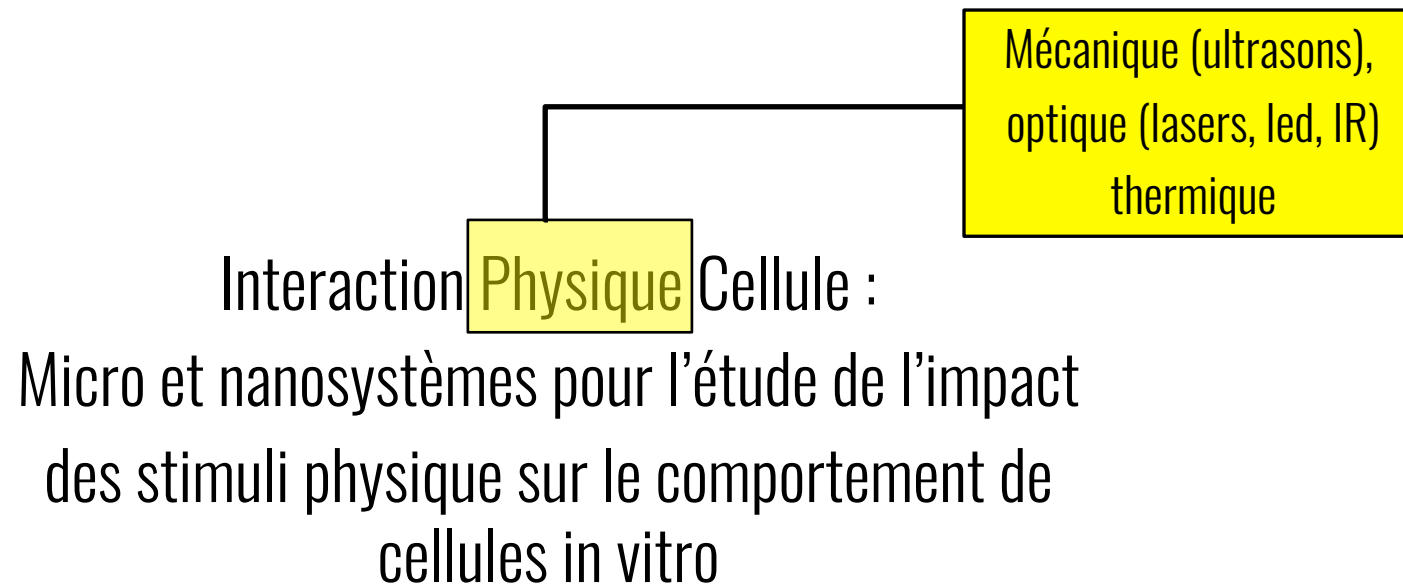 Mécanique (ultrasons),
optique (lasers, led, IR)
thermique
Interaction Physique Cellule :
Micro et nanosystèmes pour l’étude de l’impact
des stimuli physique sur le comportement de
cellules in vitro